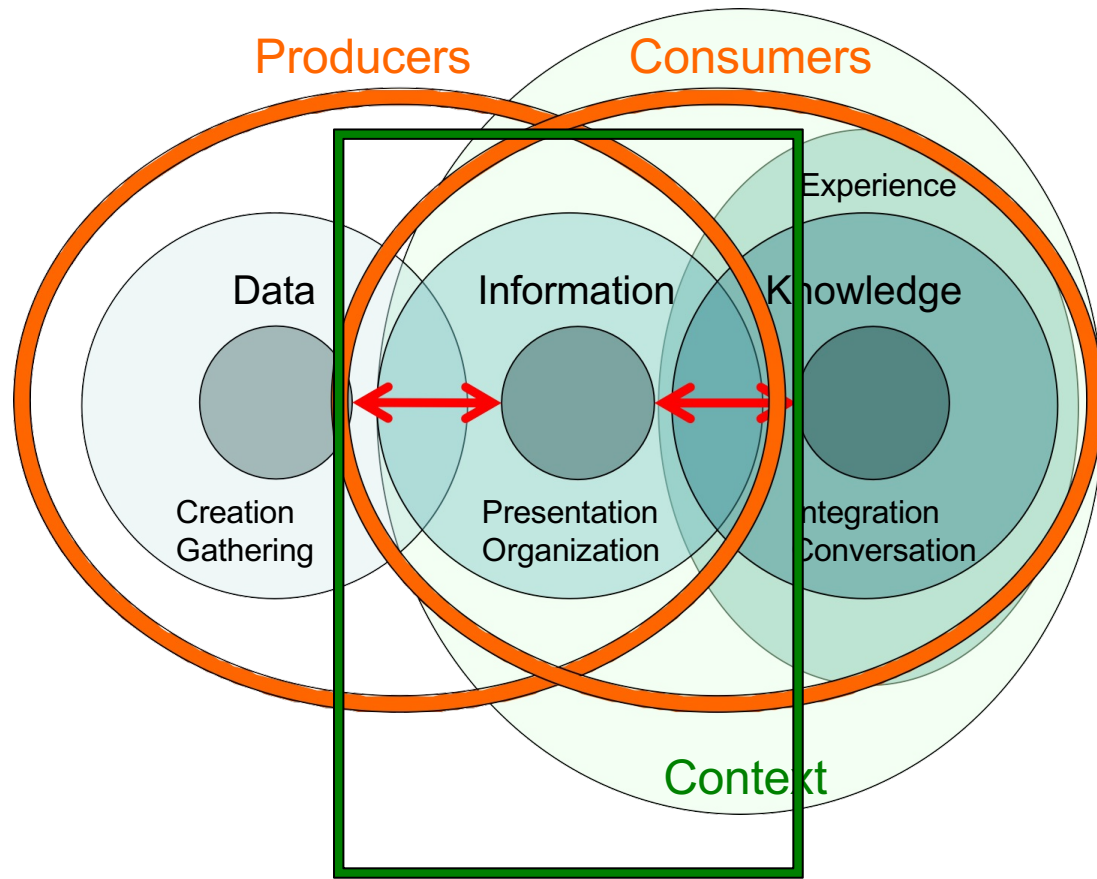 Producers
Consumers
Experience
Data
Information
Knowledge
Creation
Gathering
Presentation
Organization
Integration
Conversation
Context